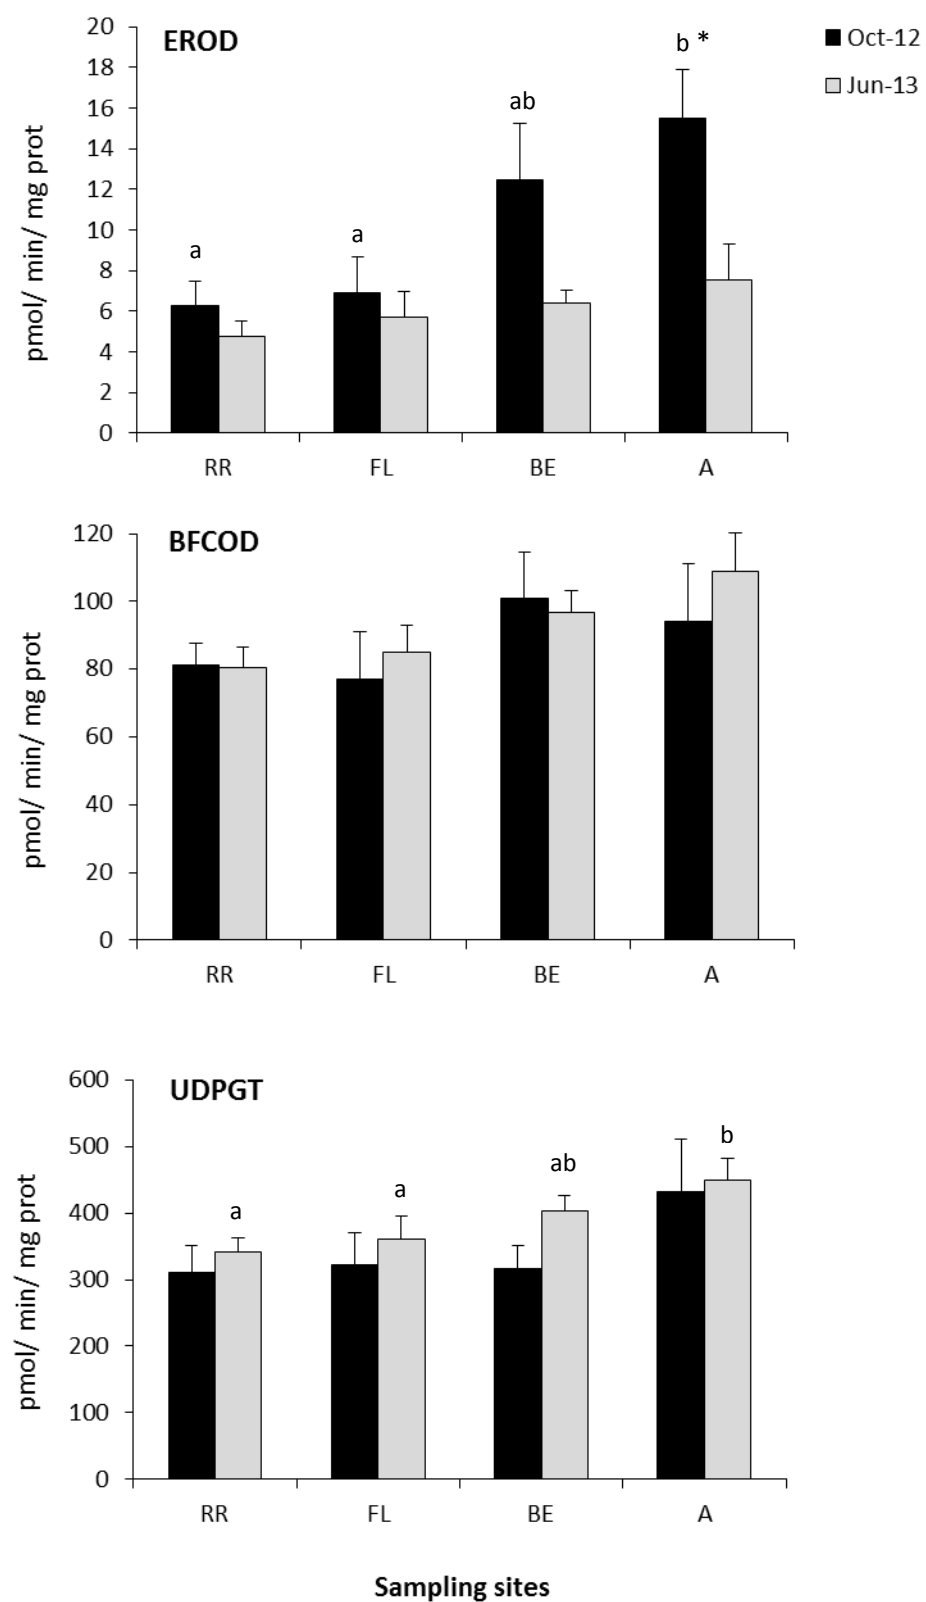 EROD
Oct-12
Jun-13
pmol/ min/ mg prot
20
18
16
14
12
10
8
6
4
2
0
a
a
ab
b *
RR FL BE A
BFCOD
pmol/ min/ mg prot
120
100
80
60
40
20
0
RR FL BE A
UDPGT
pmol/ min/ mg prot
600
500
400
300
200
100
0
a
a
ab
b
RR FL BE A
Sampling sites